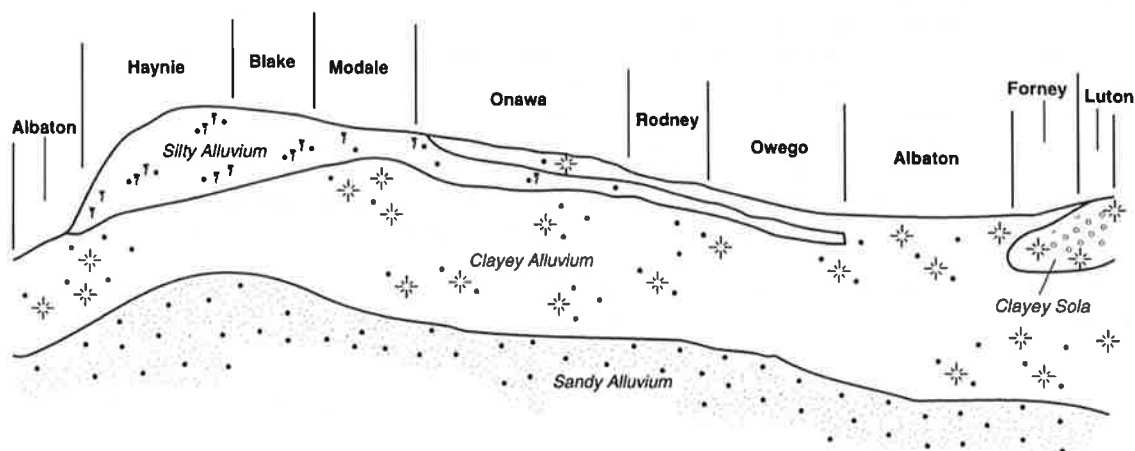 Albaton
Haynie
Blake
Modale
Onawa
Rodney
Owego
Albaton
Forney
Luton
Silty Alluvium
Clayey Alluvium
Clayey Sola
Sandy Alluvium